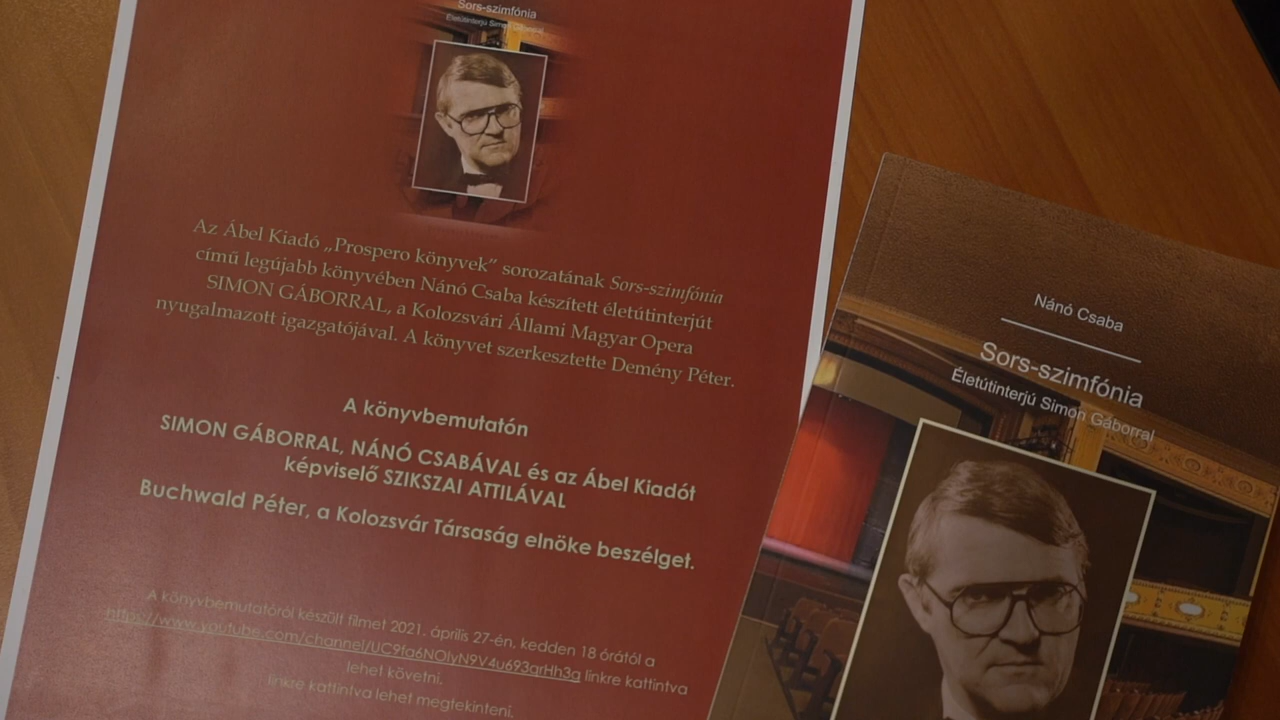 Sors-szimfónia
Életútinterjú Simon Gáborral
Az Ábel Kiadó „Prospero könyvek” sorozatának Sors-szimfónia
című legújabb könyvében Nánó Csaba készített életútinterjút
SIMON GÁBORRAL, a Kolozsvári Állami Magyar Opera
nyugalmazott igazgatójával. A könyvet szerkesztette Demény Péter.
A könyvbemutatón
SIMON GÁBORRAL, NÁNÓ CSABÁVAL és az Ábel Kiadót
képviselő SZIKSZAI ATTILÁVAL
Buchwald Péter, a Kolozsvár Társaság elnöke beszélget.
A könyvbemutatóról készült filmet 2021. április 27-én, kedden 18 órától a
https://www.youtube.com/channel/UC9fa6NOlyN9V4u693grHh3g linkre kattintva
lehet követni.
linkre kattintva lehet megtekinteni.
Nánó Csaba
Sors-szimfónia
Életútinterjú Simon Gáborral